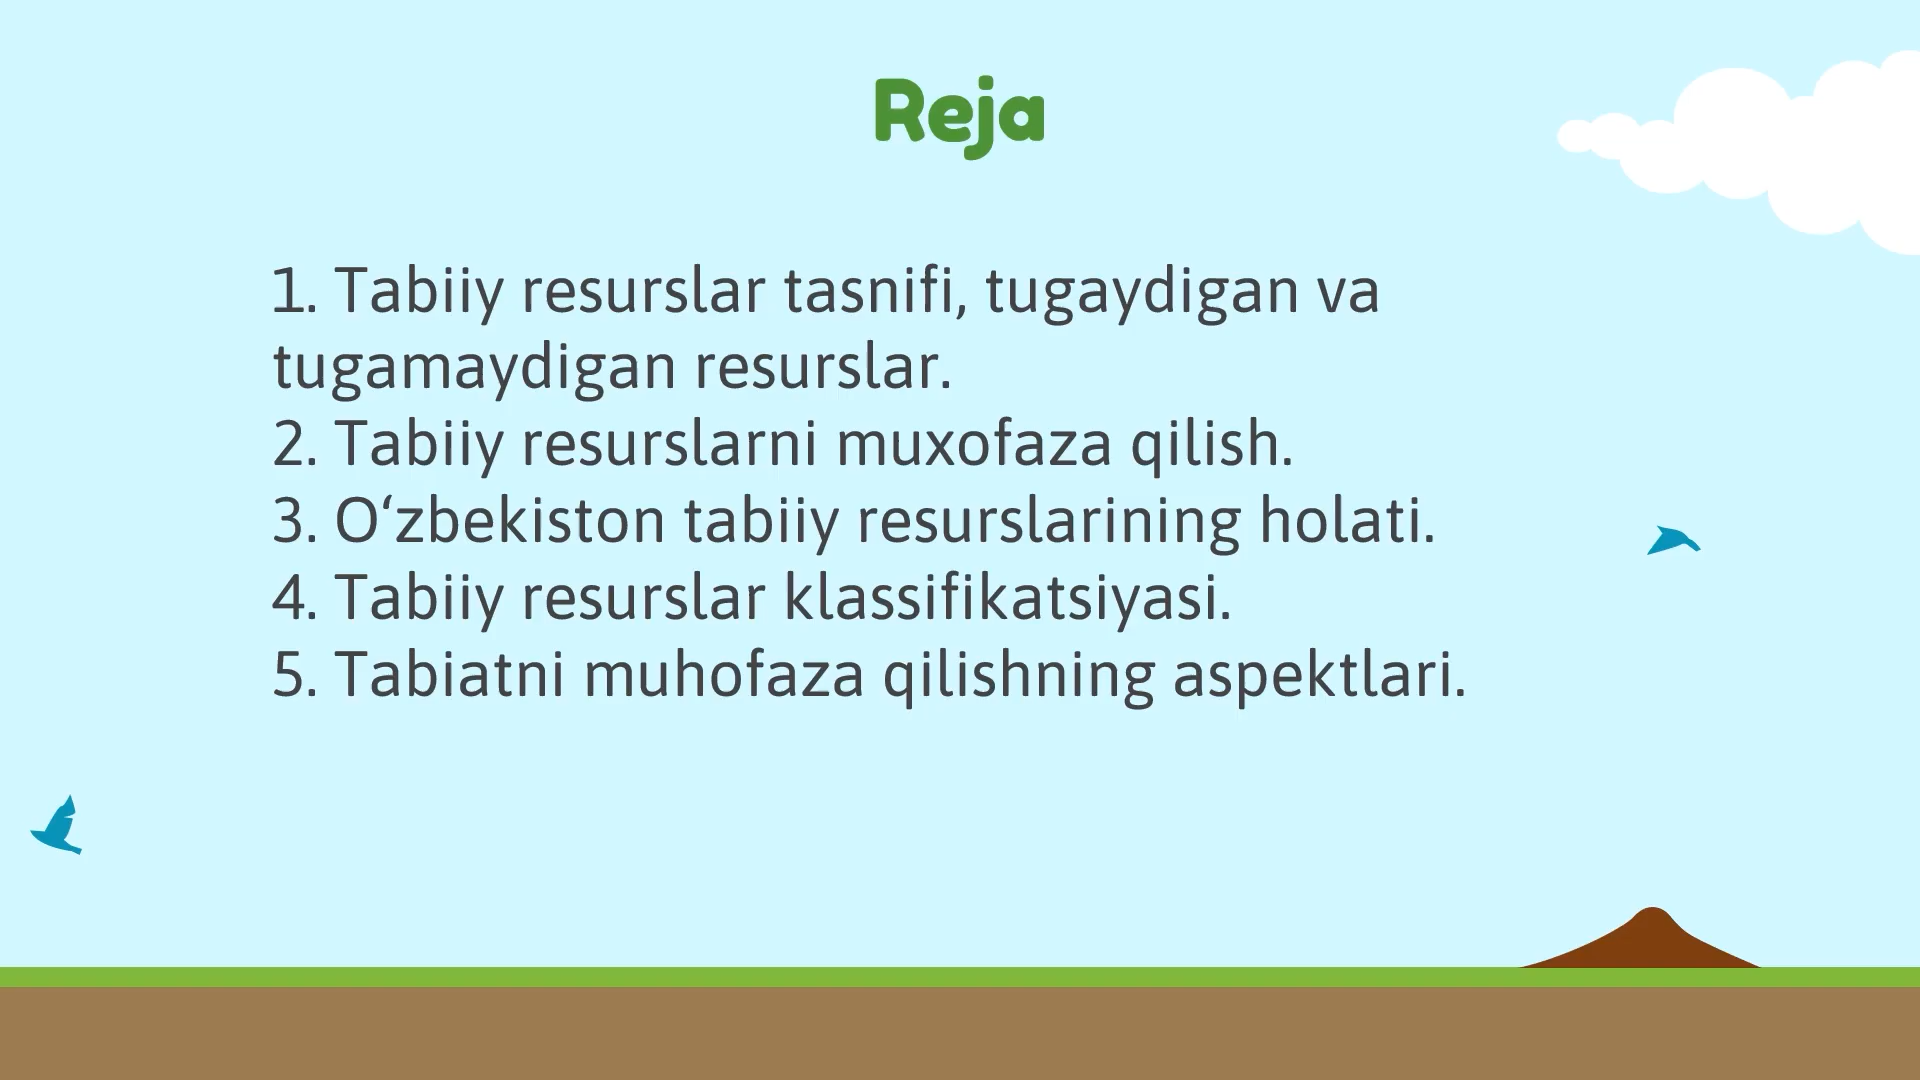 Reja
1. Tabiiy resurslar tasnifi, tugaydigan va
tugamaydigan resurslar.
2. Tabiiy resurslarni muxofaza qilish.
3. O‘zbekiston tabiiy resurslarining holati.
4. Tabiiy resurslar klassifikatsiyasi.
5. Tabiatni muhofaza qilishning aspektlari.